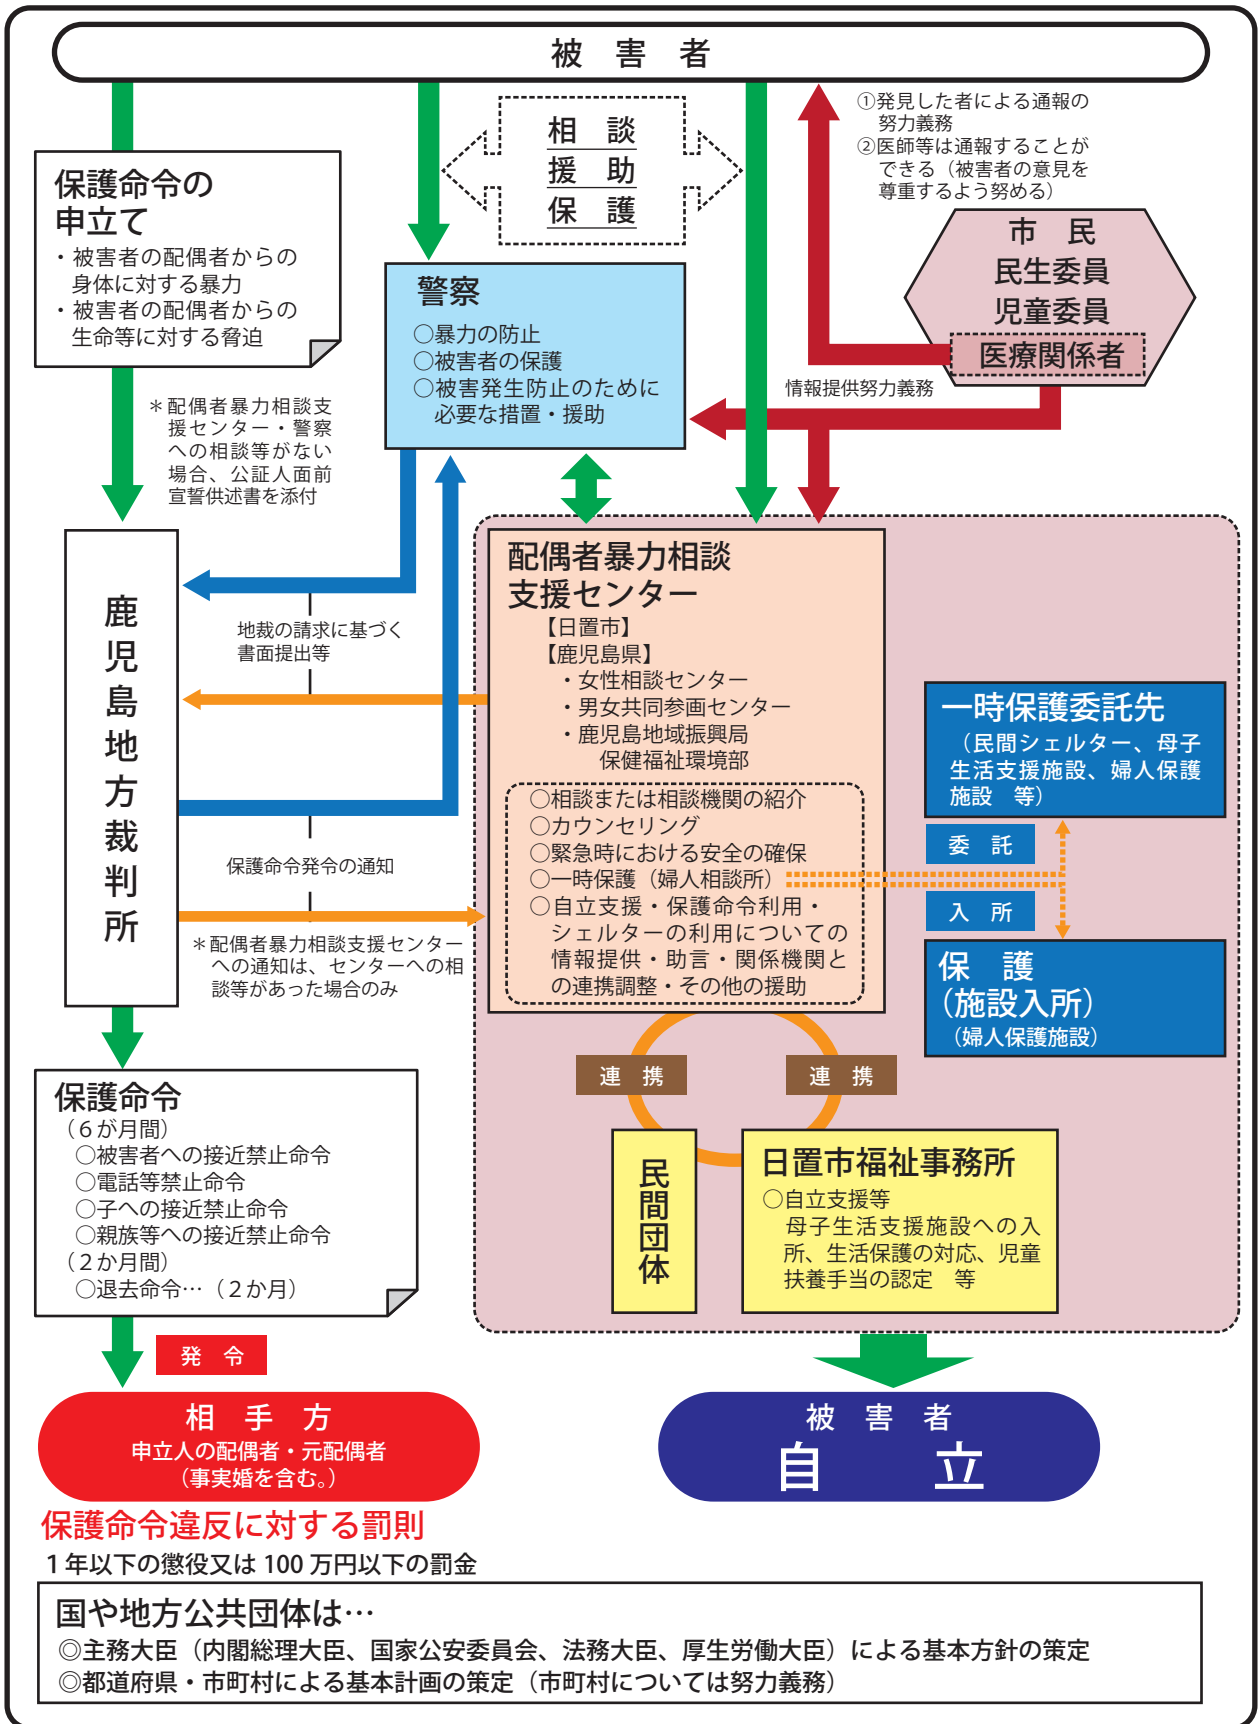 被　害　者
①発見した者による通報の
努力義務
②医師等は通報することが
できる（被害者の意見を
尊重するよう努める）
相　談
援　助
保　護
保護命令の
申立て
・被害者の配偶者からの
身体に対する暴力
・被害者の配偶者からの
生命等に対する脅迫
警察
○暴力の防止
○被害者の保護
○被害発生防止のために
必要な措置・援助
市　民
民生委員
児童委員
医療関係者
情報提供努力義務
＊配偶者暴力相談支
援センター・警察
への相談等がない
場合、公証人面前
宣誓供述書を添付
鹿児島地方裁判所
地裁の請求に基づく
書面提出等
保護命令発令の通知
＊配偶者暴力相談支援センター
への通知は、センターへの相
談等があった場合のみ
配偶者暴力相談
支援センター
【日置市】
【鹿児島県】
・女性相談センター
・男女共同参画センター
・鹿児島地域振興局
保健福祉環境部
○相談または相談機関の紹介
○カウンセリング
○緊急時における安全の確保
○一時保護（婦人相談所）
○自立支援・保護命令利用・
シェルターの利用についての
情報提供・助言・関係機関と
の連携調整・その他の援助
一時保護委託先
（民間シェルター、母子
生活支援施設、婦人保護
施設　等）
委　託
入　所
保　護
（施設入所）
（婦人保護施設）
連　携
連　携
民間団体
日置市福祉事務所
○自立支援等
母子生活支援施設への入
所、生活保護の対応、児童
扶養手当の認定　等
保護命令
（６が月間）
○被害者への接近禁止命令
○電話等禁止命令
○子への接近禁止命令
○親族等への接近禁止命令
（２か月間）
○退去命令…（２か月）
発　令
相　手　方
申立人の配偶者・元配偶者
（事実婚を含む。）
被　害　者
自　　立
保護命令違反に対する罰則
１年以下の懲役又は 100 万円以下の罰金
国や地方公共団体は…
◎主務大臣（内閣総理大臣、国家公安委員会、法務大臣、厚生労働大臣）による基本方針の策定
◎都道府県・市町村による基本計画の策定（市町村については努力義務）